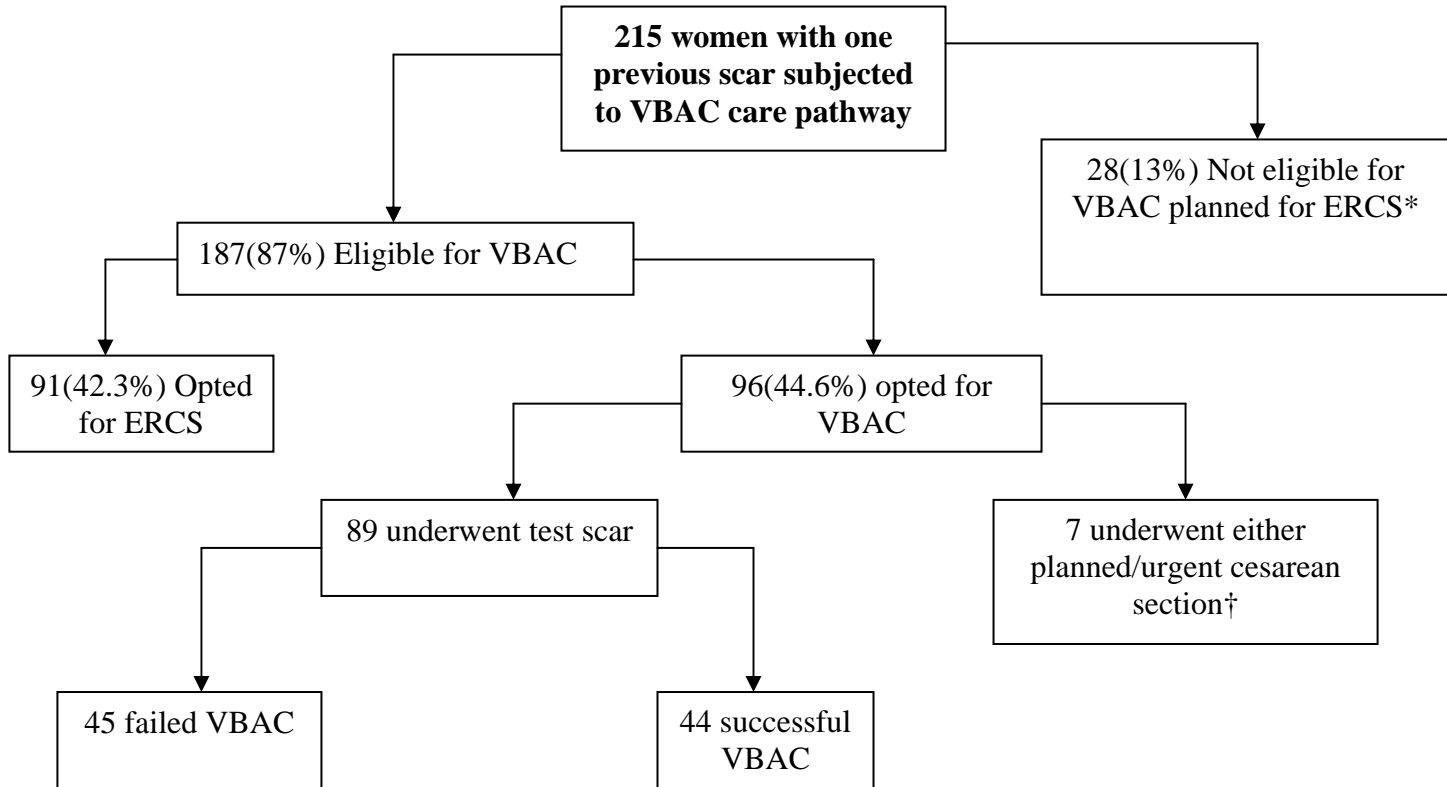 215 women with one
previous scar subjected
to VBAC care pathway
28(13%) Not eligible for
VBAC planned for ERCS*
187(87%) Eligible for VBAC
91(42.3%) Opted
for ERCS
96(44.6%) opted for
VBAC
89 underwent test scar
7 underwent either
planned/urgent cesarean
section†
45 failed VBAC
44 successful
VBAC